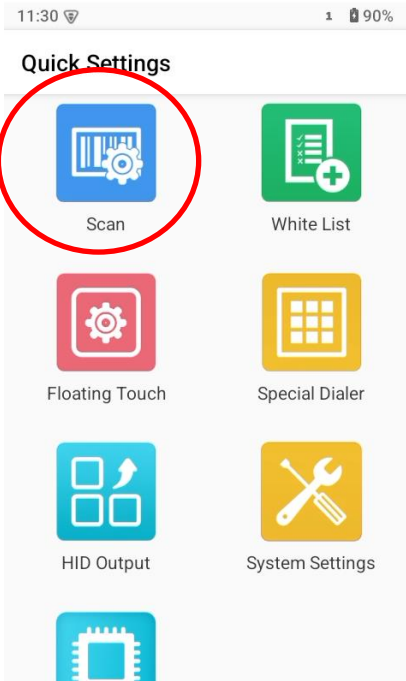 11:30 1 90%
Quick Settings
Scan White List
Floating Touch Special Dialer
HID Output System Settings